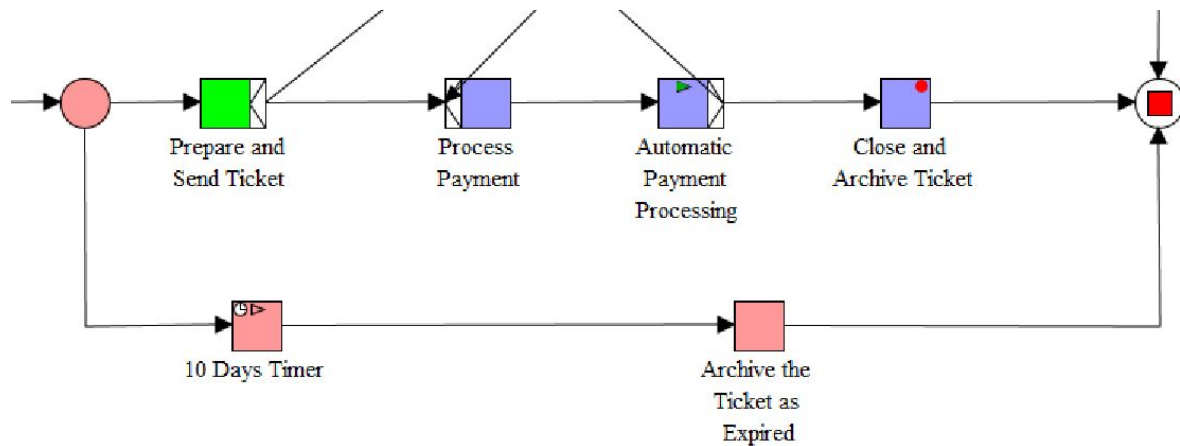 Prepare and
Send Ticket
Process
Payment
Automatic
Payment
Processing
Close and
Archive Ticket
10 Days Timer
Archive the
Ticket as
Expired